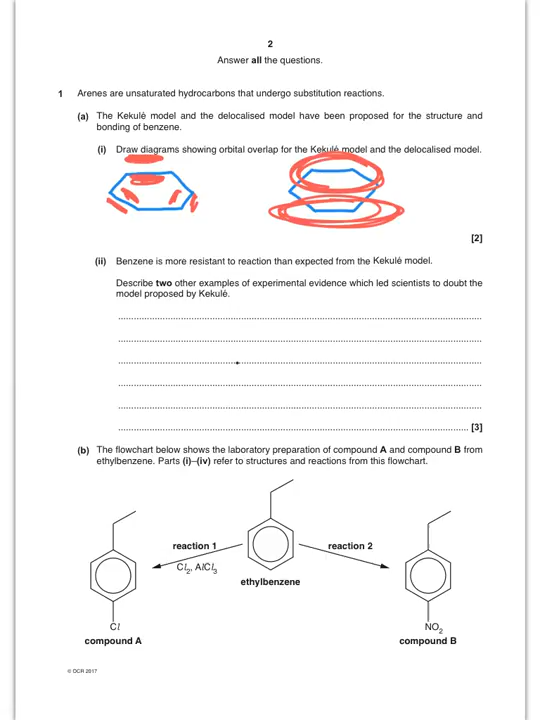 2
Answer all the questions.
1 Arenes are unsaturated hydrocarbons that undergo substitution reactions.
(a) The Kekulé model and the delocalised model have been proposed for the structure and
bonding of benzene.
(i) Draw diagrams showing orbital overlap for the Kekulé model and the delocalised model.
[2]
(ii) Benzene is more resistant to reaction than expected from the Kekulé model.
Describe two other examples of experimental evidence which led scientists to doubt the
model proposed by Kekulé.
..........................................................................................
..........................................................................................
..........................................................................................
..........................................................................................
..........................................................................................
.......................................................................................... [3]
(b) The flowchart below shows the laboratory preparation of compound A and compound B from
ethylbenzene. Parts (i)–(iv) refer to structures and reactions from this flowchart.
reaction 1 reaction 2
Cl2, AlCl3
ethylbenzene
Cl NO2
compound A compound B
© OCR 2017